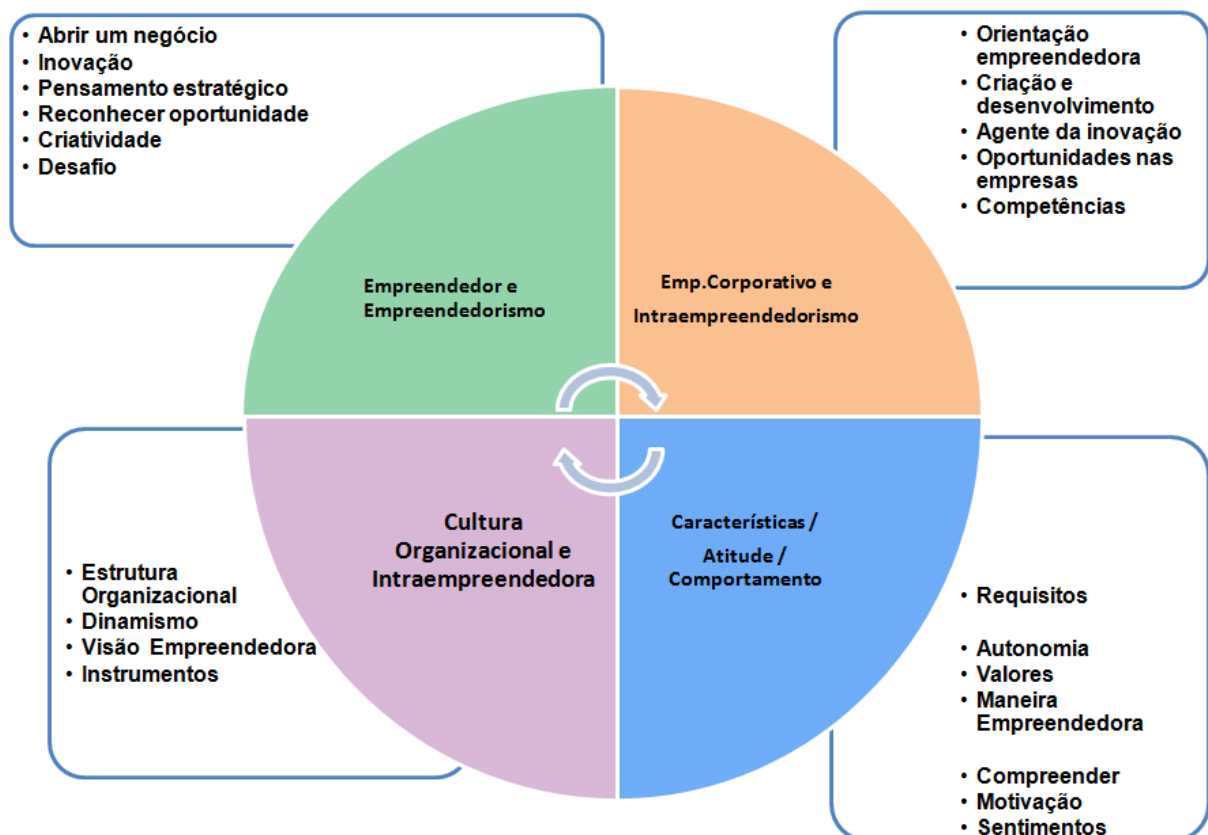 • Abrir um negócio
• Inovação
• Pensamento estratégico
• Reconhecer oportunidade
• Criatividade
• Desafio
• Orientação
empreendedora
• Criação e
desenvolvimento
• Agente da inovação
• Oportunidades nas
empresas
• Competências
Empreendedor e
Empreendedorismo
Emp.Corporativo e
Intraempreendedorismo
Cultura
Organizacional e
Intraempreendedora
Características /
Atitude /
Comportamento
• Estrutura
Organizacional
• Dinamismo
• Visão Empreendedora
• Instrumentos
• Requisitos
• Autonomia
• Valores
• Maneira
Empreendedora
• Compreender
• Motivação
• Sentimentos